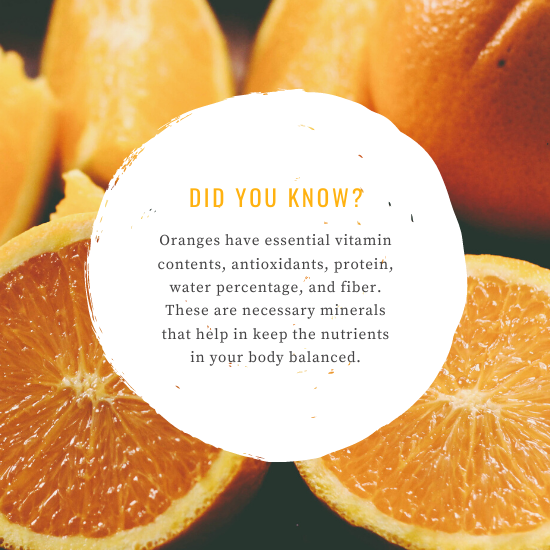 DID YOU KNOW?
Oranges have essential vitamin
contents, antioxidants, protein,
water percentage, and fiber.
These are necessary minerals
that help in keep the nutrients
in your body balanced.